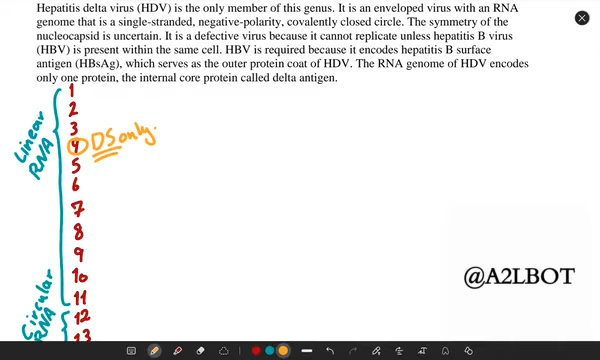 Hepatitis delta virus (HDV) is the only member of this genus. It is an enveloped virus with an RNA
genome that is a single-stranded, negative-polarity, covalently closed circle. The symmetry of the
nucleocapsid is uncertain. It is a defective virus because it cannot replicate unless hepatitis B virus
(HBV) is present within the same cell. HBV is required because it encodes hepatitis B surface
antigen (HBsAg), which serves as the outer protein coat of HDV. The RNA genome of HDV encodes
only one protein, the internal core protein called delta antigen.
Linear
RNA
1
2
3
4 DS only.
5
6
7
8
9
10
11
Circular
RNA
12
13
@A2LBOT